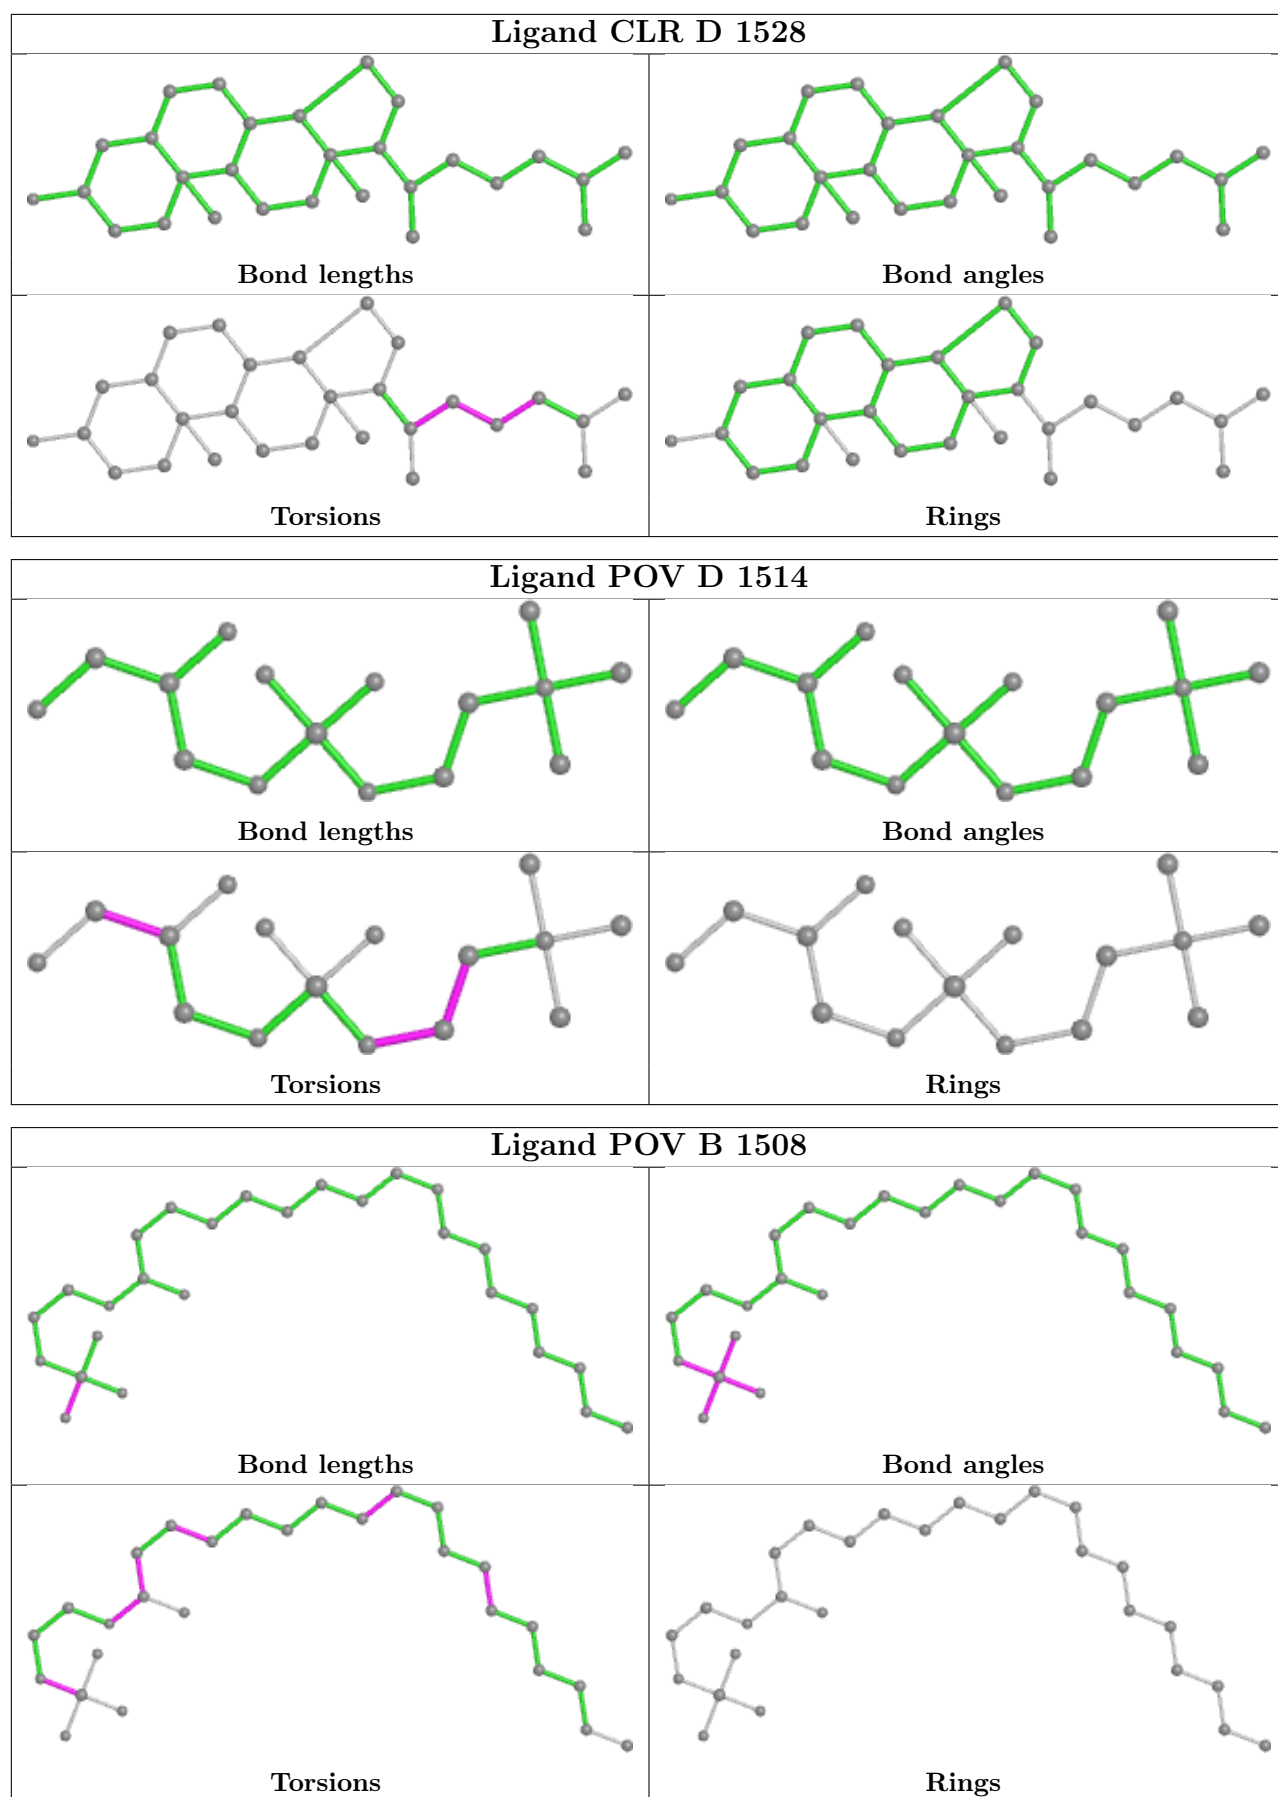 Ligand CLR D 1528
Bond lengths
Bond angles
Torsions
Rings
Ligand POV D 1514
Bond lengths
Bond angles
Torsions
Rings
Ligand POV B 1508
Bond lengths
Bond angles
Torsions
Rings